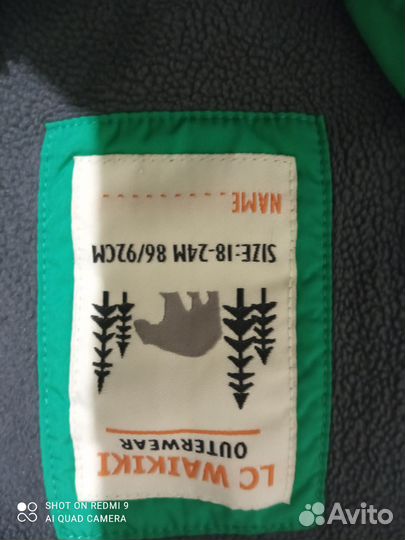 LC WAIKIKI
OUTERWEAR
SIZE:18-24M 86/92CM
NAME.........
SHOT ON REDMI 9
AI QUAD CAMERA
Avito